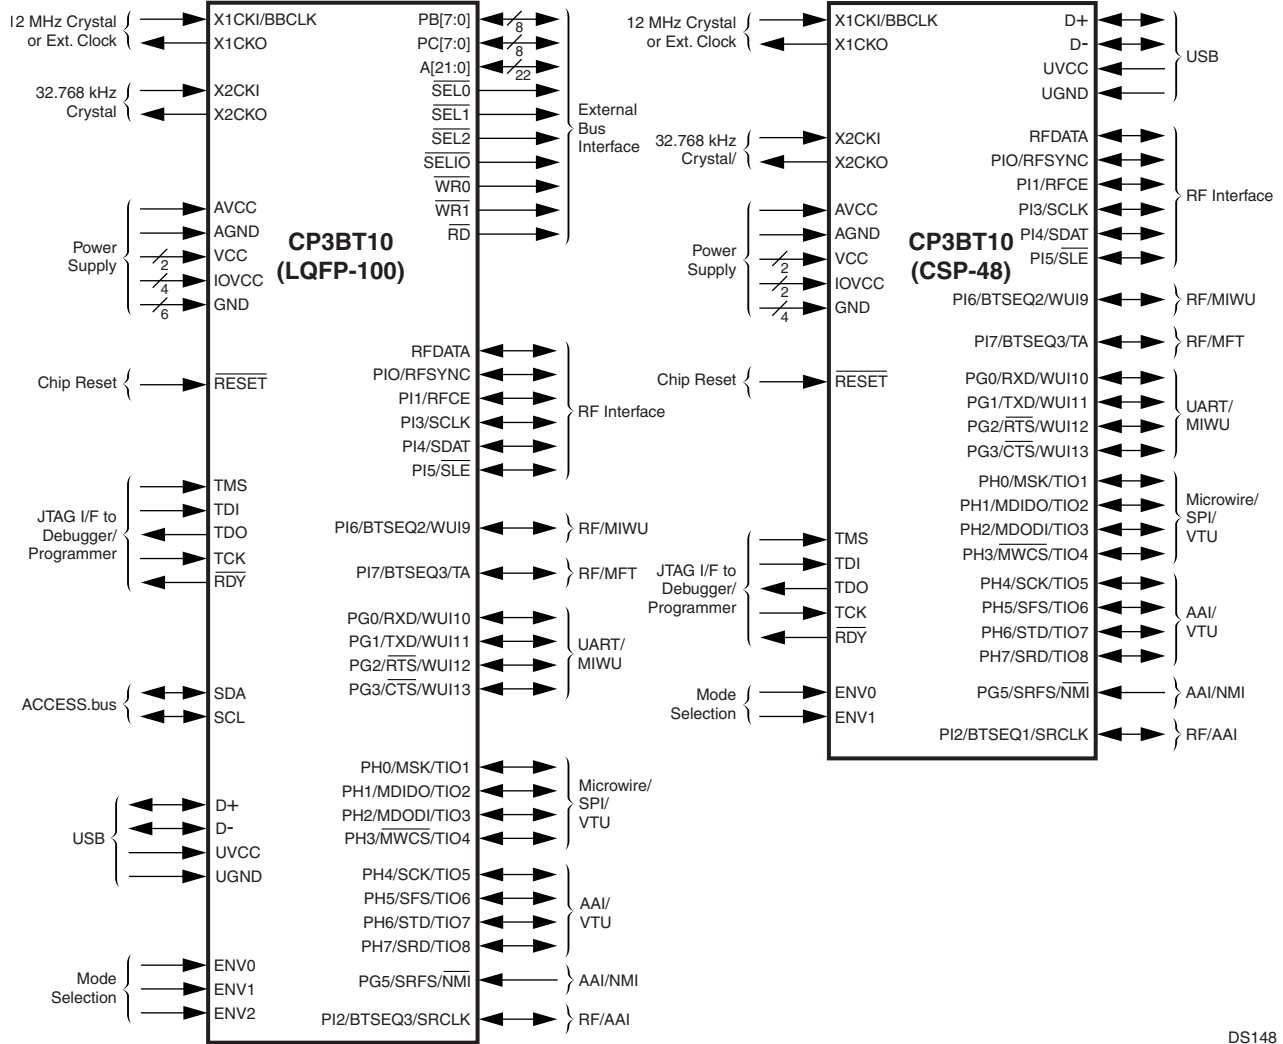 12 MHz Crystal
or Ext. Clock
X1CKI/BBCLK
X1CKO
32.768 kHz
Crystal
X2CKI
X2CKO
Power
Supply
AVCC
AGND
VCC
2
IOVCC
4
GND
6
Chip Reset
RESET
JTAG I/F to
Debugger/
Programmer
TMS
TDI
TDO
TCK
RDY
ACCESS.bus
SDA
SCL
USB
D+
D-
UVCC
UGND
Mode
Selection
ENV0
ENV1
ENV2
CP3BT10
(LQFP-100)
PB[7:0]
8
PC[7:0]
8
A[21:0]
22
SEL0
SEL1
SEL2
SELIO
WR0
WR1
RD
External
Bus
Interface
RFDATA
PIO/RFSYNC
PI1/RFCE
PI3/SCLK
PI4/SDAT
PI5/SLE
RF Interface
PI6/BTSEQ2/WUI9
RF/MIWU
PI7/BTSEQ3/TA
RF/MFT
PG0/RXD/WUI10
PG1/TXD/WUI11
PG2/RTS/WUI12
PG3/CTS/WUI13
UART/
MIWU
PH0/MSK/TIO1
PH1/MDIDO/TIO2
PH2/MDODI/TIO3
PH3/MWCS/TIO4
Microwire/
SPI/
VTU
PH4/SCK/TIO5
PH5/SFS/TIO6
PH6/STD/TIO7
PH7/SRD/TIO8
AAI/
VTU
PG5/SRFS/NMI
AAI/NMI
PI2/BTSEQ3/SRCLK
RF/AAI
12 MHz Crystal
or Ext. Clock
X1CKI/BBCLK
X1CKO
32.768 kHz
Crystal/
X2CKI
X2CKO
Power
Supply
AVCC
AGND
VCC
2
IOVCC
2
GND
4
Chip Reset
RESET
JTAG I/F to
Debugger/
Programmer
TMS
TDI
TDO
TCK
RDY
Mode
Selection
ENV0
ENV1
CP3BT10
(CSP-48)
D+
D-
UVCC
UGND
USB
RFDATA
PIO/RFSYNC
PI1/RFCE
PI3/SCLK
PI4/SDAT
PI5/SLE
RF Interface
PI6/BTSEQ2/WUI9
RF/MIWU
PI7/BTSEQ3/TA
RF/MFT
PG0/RXD/WUI10
PG1/TXD/WUI11
PG2/RTS/WUI12
PG3/CTS/WUI13
UART/
MIWU
PH0/MSK/TIO1
PH1/MDIDO/TIO2
PH2/MDODI/TIO3
PH3/MWCS/TIO4
Microwire/
SPI/
VTU
PH4/SCK/TIO5
PH5/SFS/TIO6
PH6/STD/TIO7
PH7/SRD/TIO8
AAI/
VTU
PG5/SRFS/NMI
AAI/NMI
PI2/BTSEQ1/SRCLK
RF/AAI
DS148